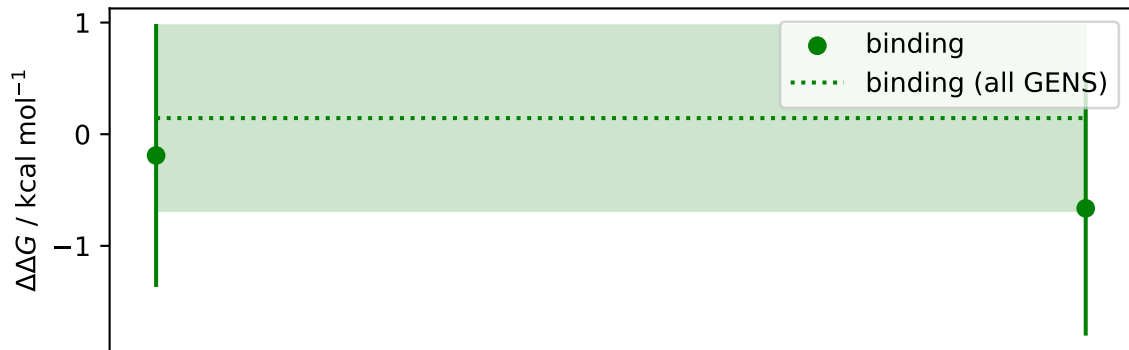 1
0
−1
ΔΔG / kcal mol⁻¹
binding
binding (all GENS)